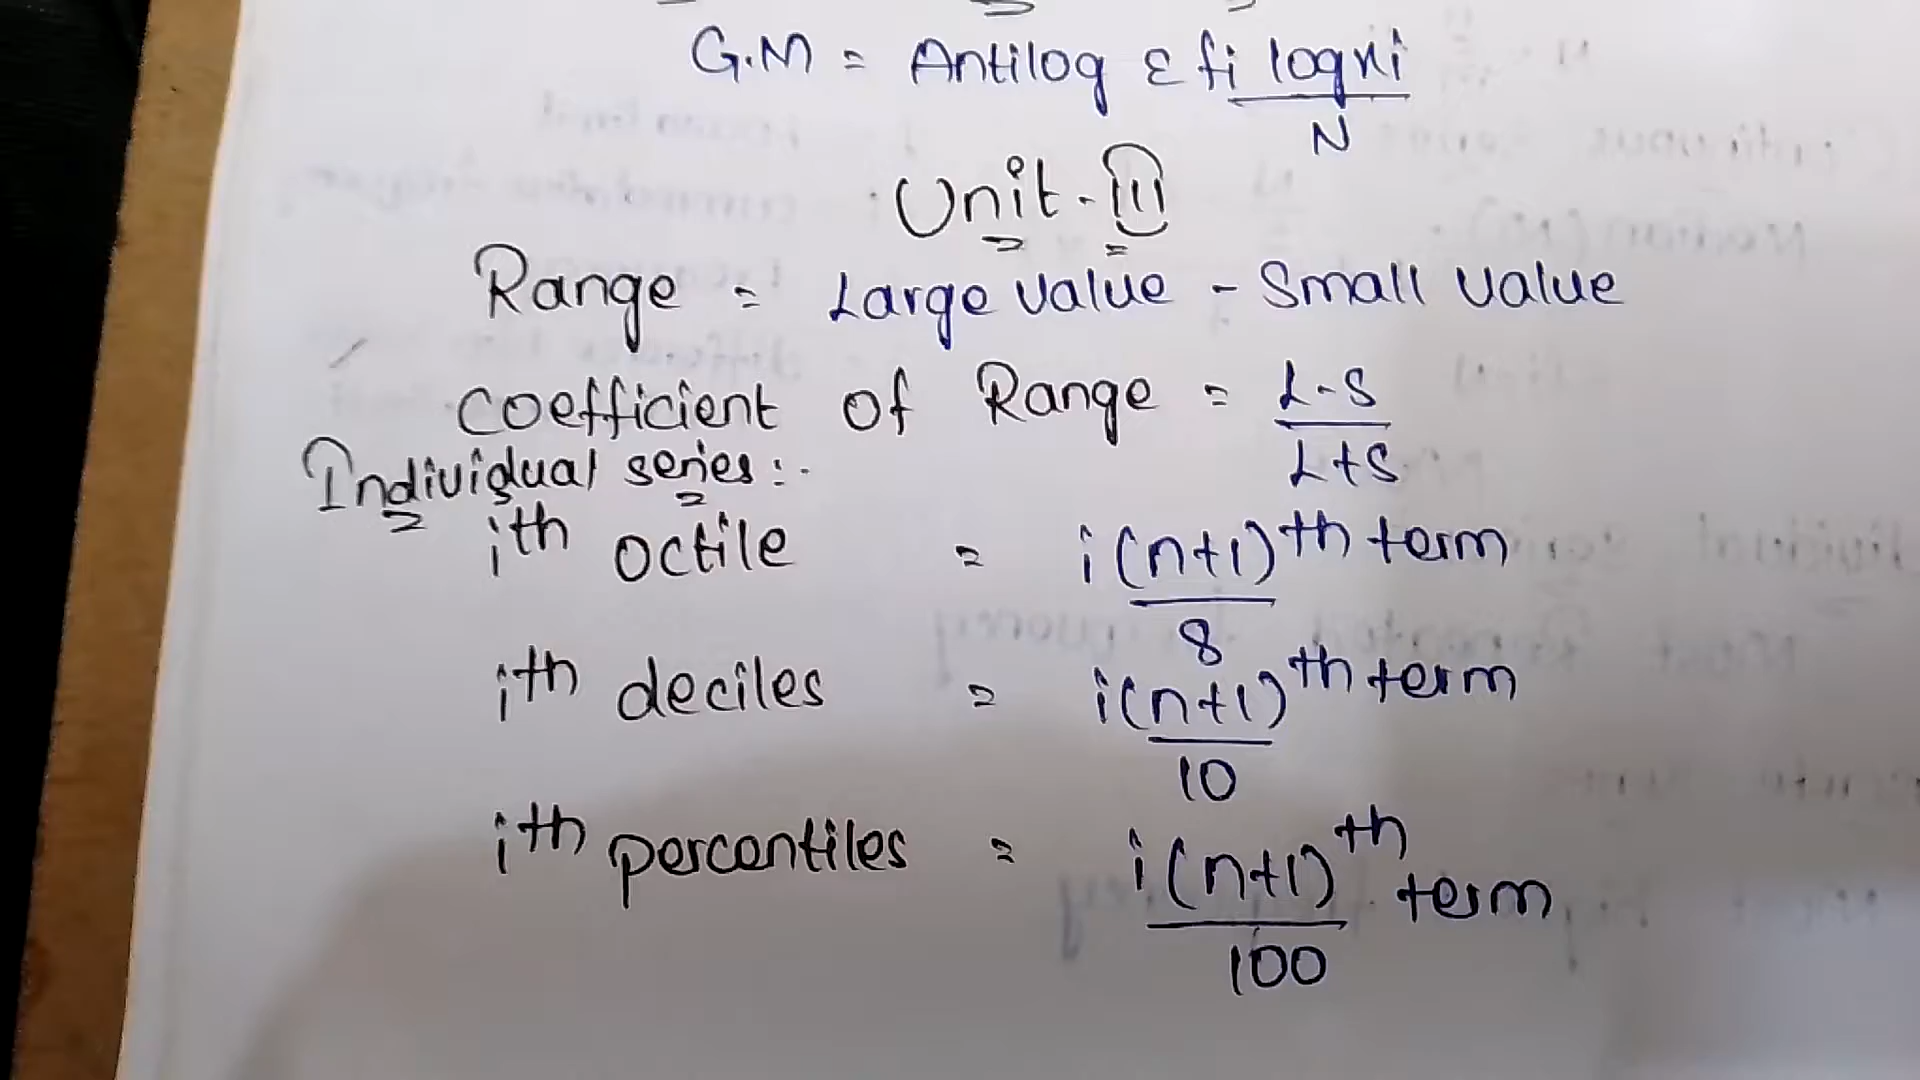 G.M = Antilog Σ fi logxi
N
Unit-III
Range = Large value - Small value
Coefficient of Range = L-S
L+S
Individual series:-
ith octile = i(n+1)th term
8
ith deciles = i(n+1)th term
10
ith percentiles = i(n+1)th term
100